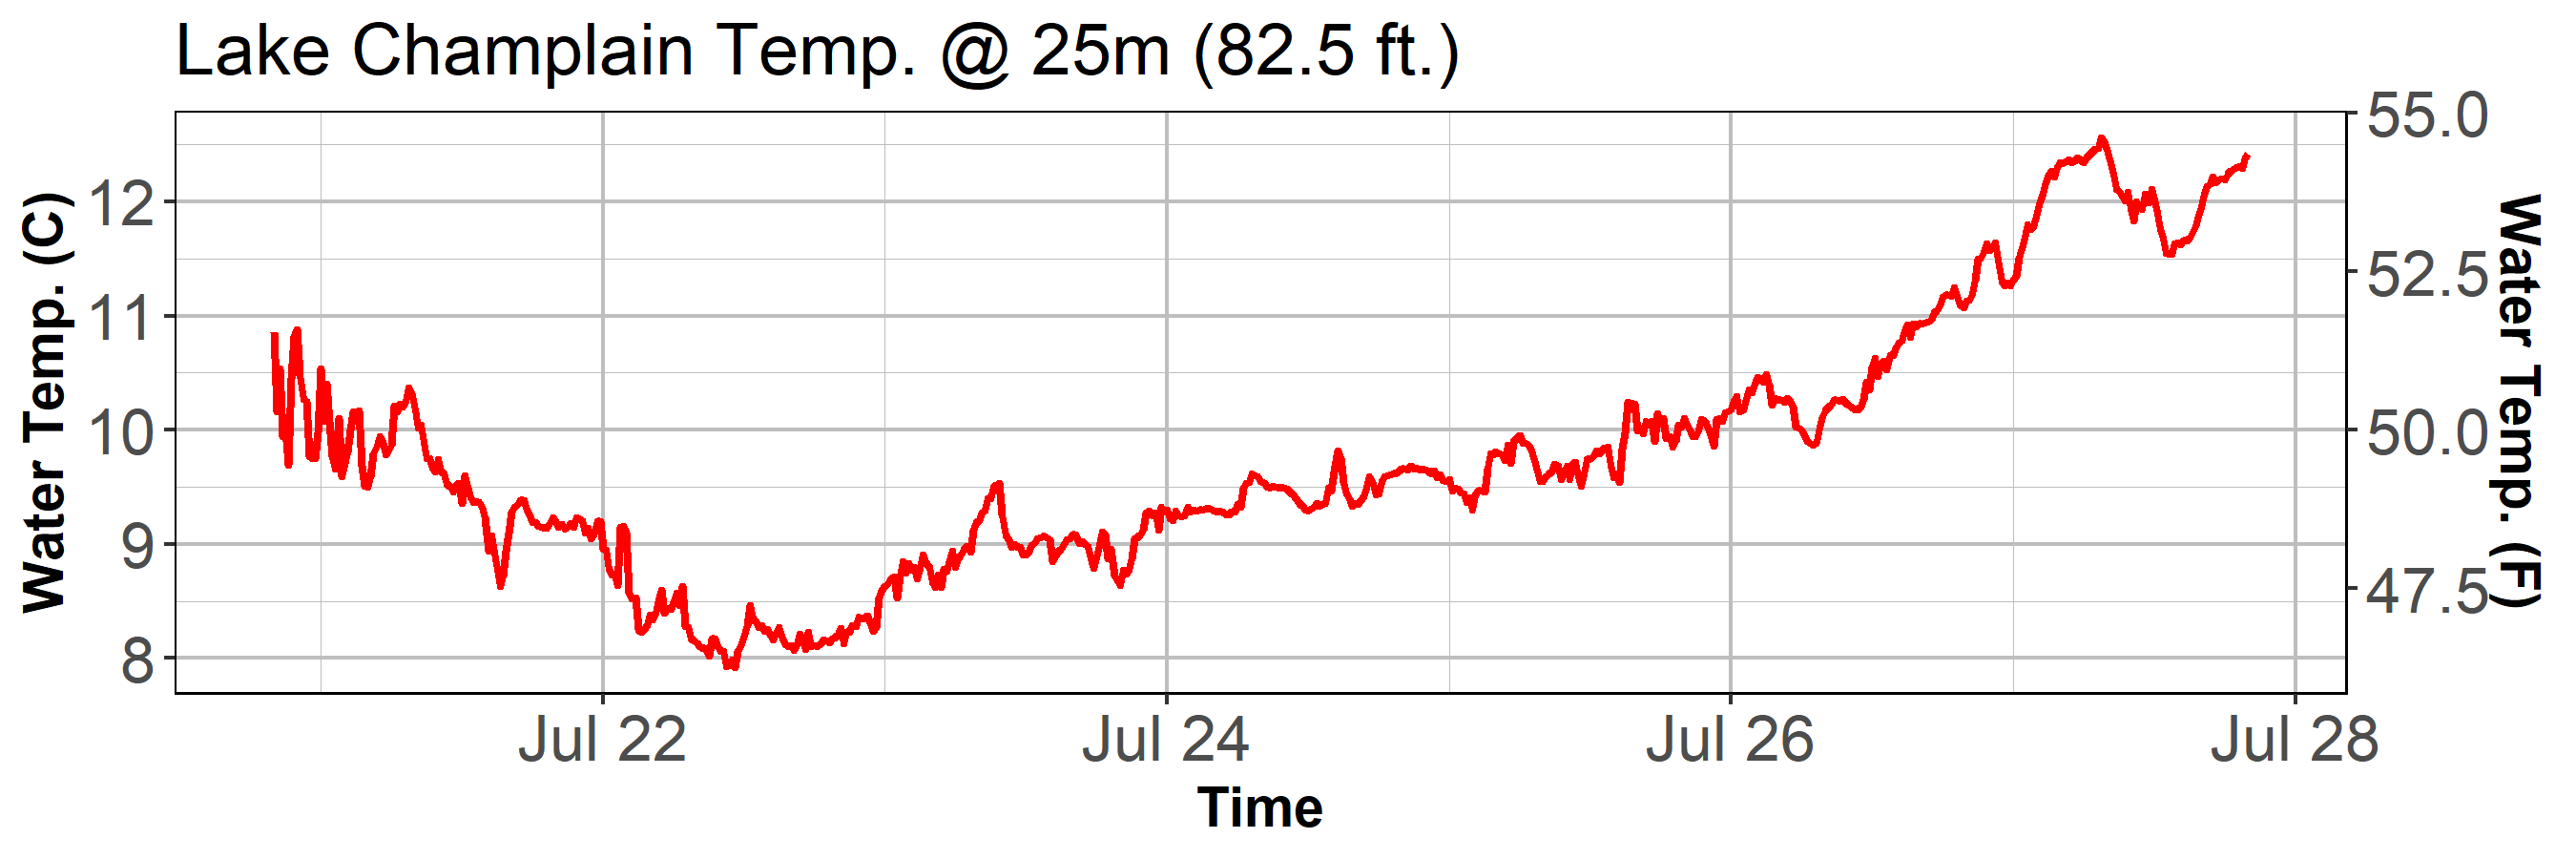 Lake Champlain Temp. @ 25m (82.5 ft.)
Water Temp. (C)
12
11
10
9
8
55.0
52.5
50.0
47.5
Water Temp. (F)
Jul 22 Jul 24 Jul 26 Jul 28
Time